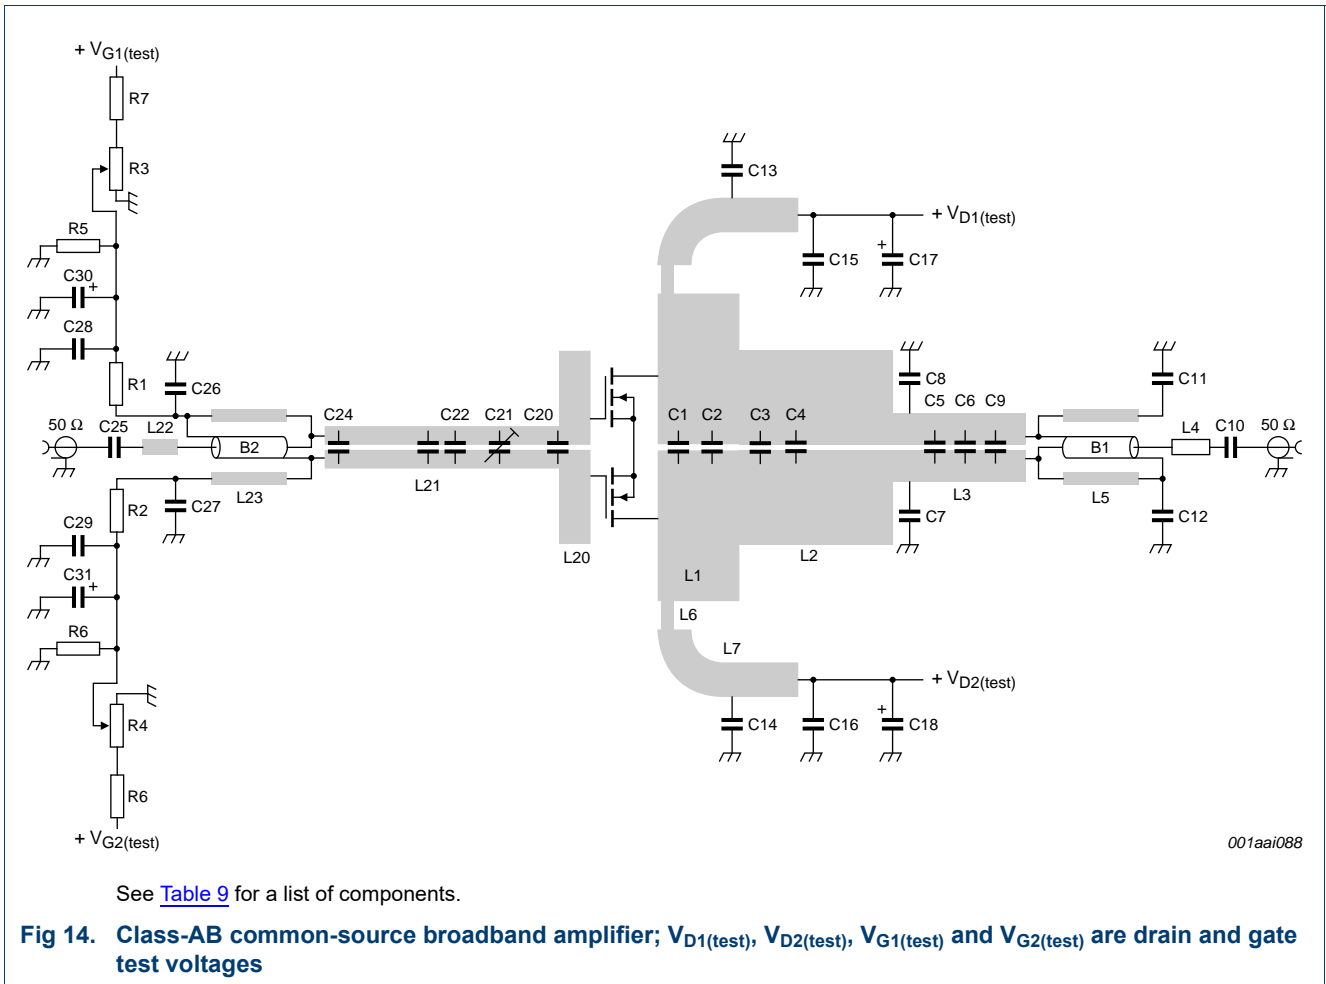 + VG1(test)
R7
R3
C13
R5
+ VD1(test)
C30
+
C15
+
C17
C28
R1
C26
C8
C11
50 Ω
C25
L22
C24
C22
C21
C20
C1
C2
C3
C4
C5
C6
C9
L4
C10
50 Ω
B2
B1
L21
L23
L3
L5
R2
C27
C7
C12
C29
L20
L2
C31
+
L1
L6
R6
L7
+ VD2(test)
R4
C14
C16
+
C18
R6
+ VG2(test)
001aai088
See Table 9 for a list of components.
Fig 14. Class-AB common-source broadband amplifier; VD1(test), VD2(test), VG1(test) and VG2(test) are drain and gate
test voltages